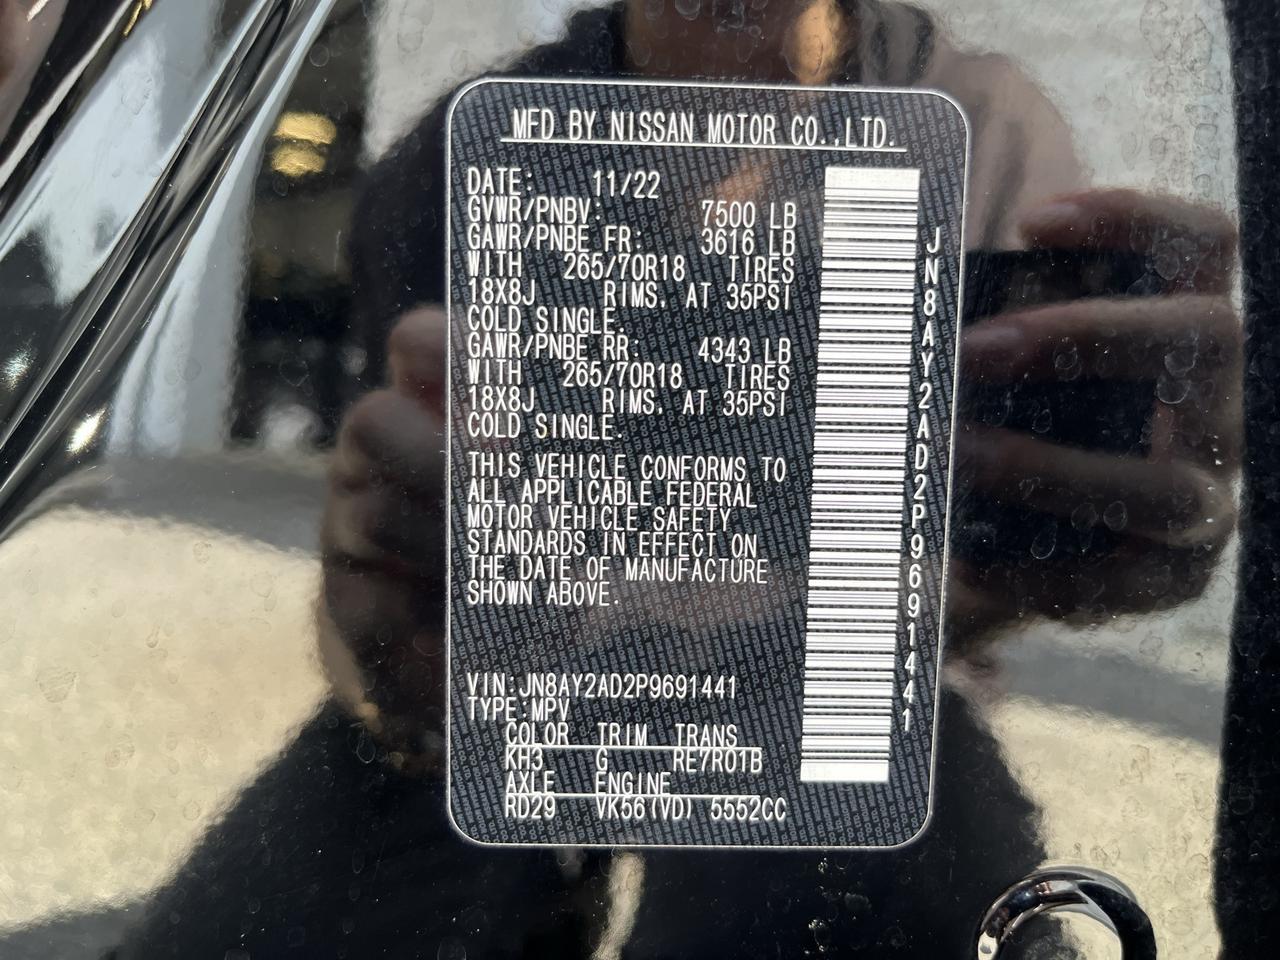 MFD BY NISSAN MOTOR CO.,LTD.
DATE: 11/22
GVWR/PNBV: 7500 LB
GAWR/PNBE FR: 3616 LB
WITH 265/70R18 TIRES
18X8J RIMS. AT 35PSI
COLD SINGLE.
GAWR/PNBE RR: 4343 LB
WITH 265/70R18 TIRES
18X8J RIMS. AT 35PSI
COLD SINGLE.
THIS VEHICLE CONFORMS TO
ALL APPLICABLE FEDERAL
MOTOR VEHICLE SAFETY
STANDARDS IN EFFECT ON
THE DATE OF MANUFACTURE
SHOWN ABOVE.
VIN:JN8AY2AD2P9691441
TYPE:MPV
COLOR TRIM TRANS
KH3 G RE7R01B
AXLE ENGINE
RD29 VK56(VD) 5552CC
JN8AY2AD2P9691441